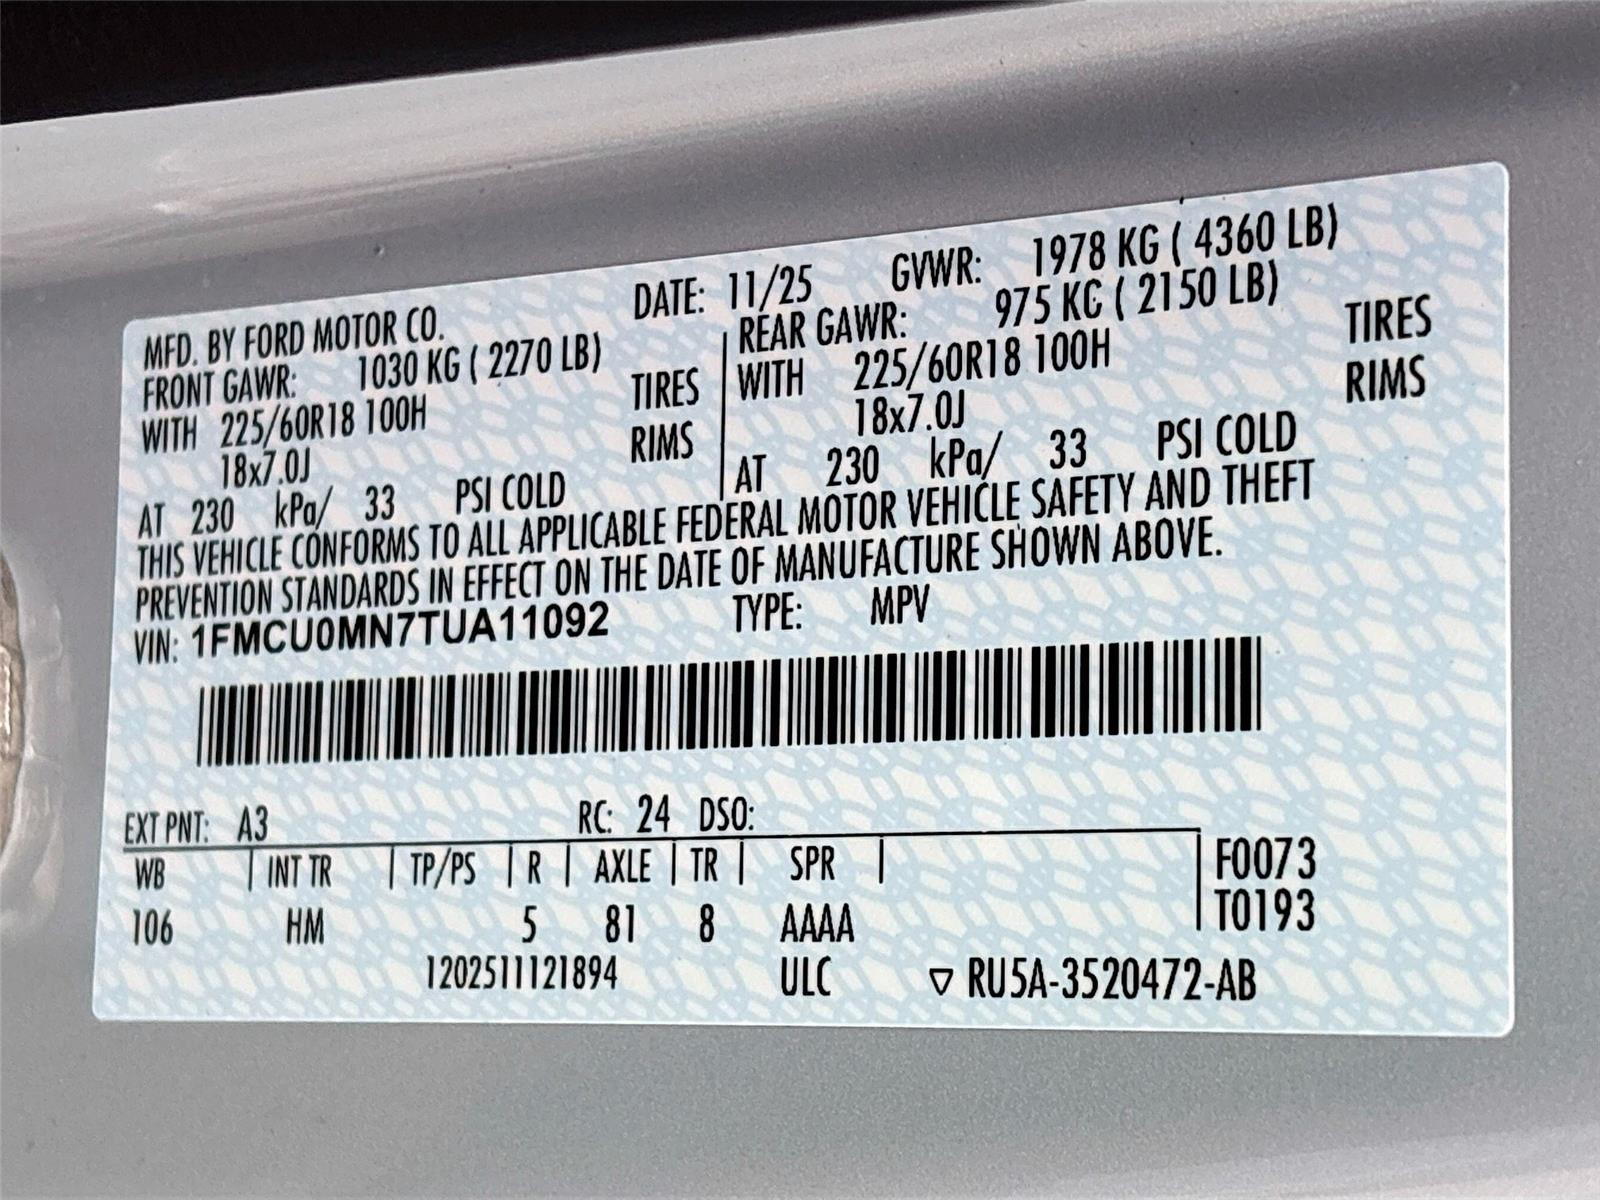 MFD. BY FORD MOTOR CO. DATE: 11/25 GVWR: 1978 KG ( 4360 LB)
FRONT GAWR: 1030 KG ( 2270 LB) REAR GAWR: 975 KG ( 2150 LB)
WITH 225/60R18 100H TIRES WITH 225/60R18 100H TIRES
18x7.0J RIMS 18x7.0J RIMS
AT 230 kPa/ 33 PSI COLD AT 230 kPa/ 33 PSI COLD
THIS VEHICLE CONFORMS TO ALL APPLICABLE FEDERAL MOTOR VEHICLE SAFETY AND THEFT
PREVENTION STANDARDS IN EFFECT ON THE DATE OF MANUFACTURE SHOWN ABOVE.
VIN: 1FMCU0MN7TUA11092 TYPE: MPV
EXT PNT: A3 RC: 24 DSO:
WB INT TR TP/PS R AXLE TR SPR F0073
106 HM 5 81 8 AAAA T0193
1202511121894 ULC ▽ RU5A-3520472-AB